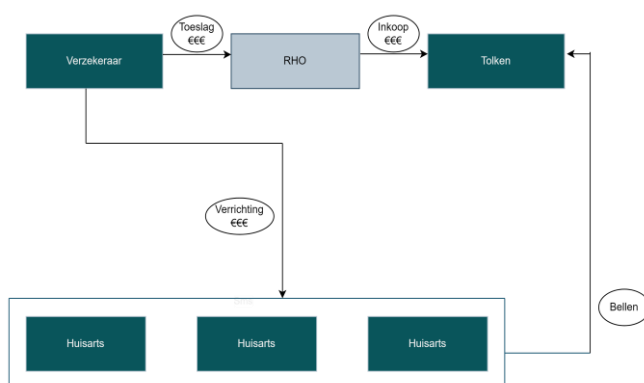 Toeslag
€€€
Inkoop
€€€
Verzekeraar
RHO
Tolken
Verrichting
€€€
Bellen
Huisarts
Huisarts
Huisarts